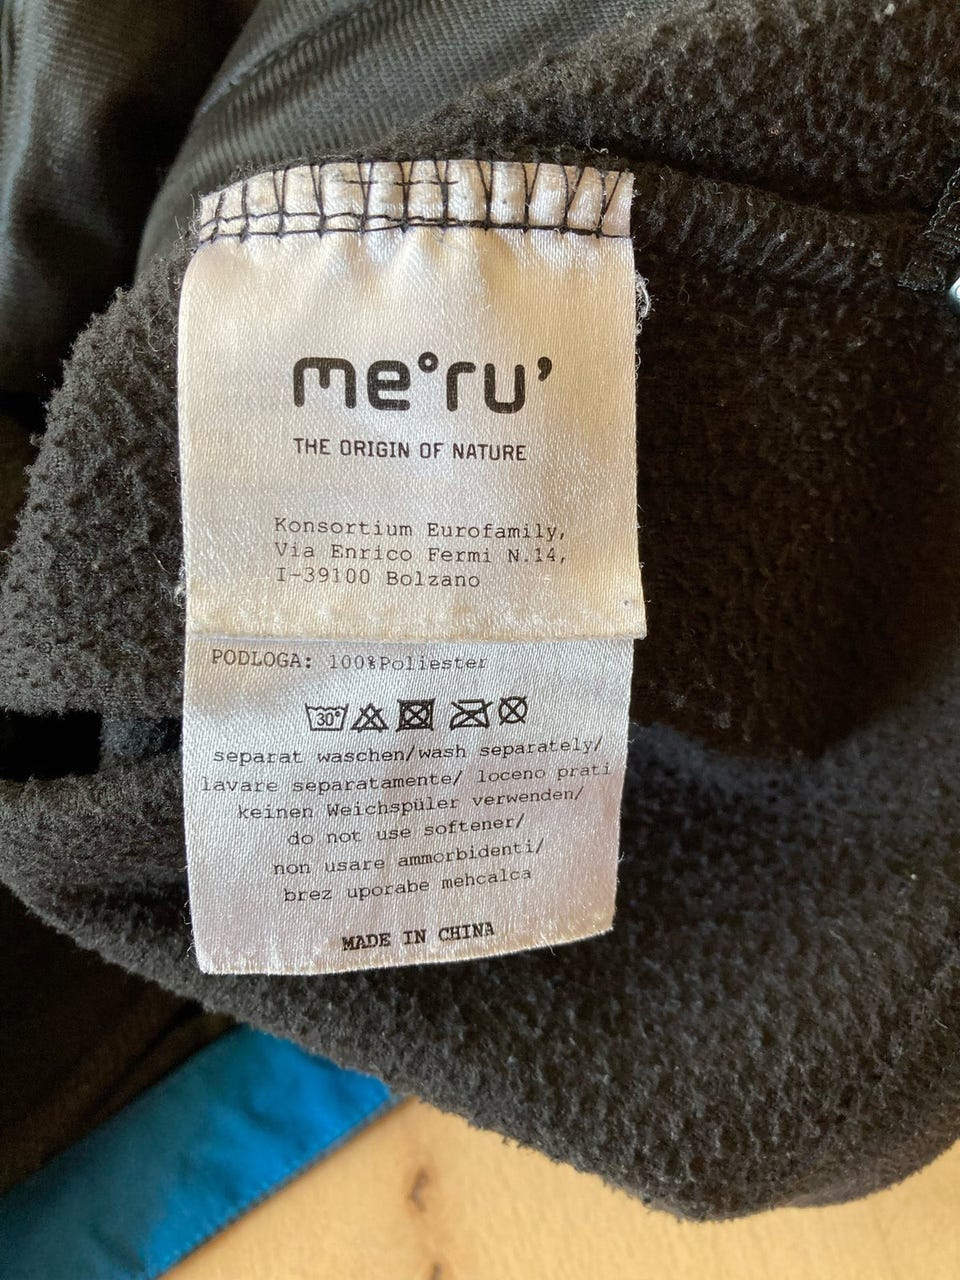 me°ru'
THE ORIGIN OF NATURE
Konsortium Eurofamily,
Via Enrico Fermi N.14,
I-39100 Bolzano
PODLOGA: 100%Poliester
30°
separat waschen/wash separately/
lavare separatamente/ loceno prati
keinen Weichspüler verwenden/
do not use softener/
non usare ammorbidenti/
brez uporabe mehcalca
MADE IN CHINA